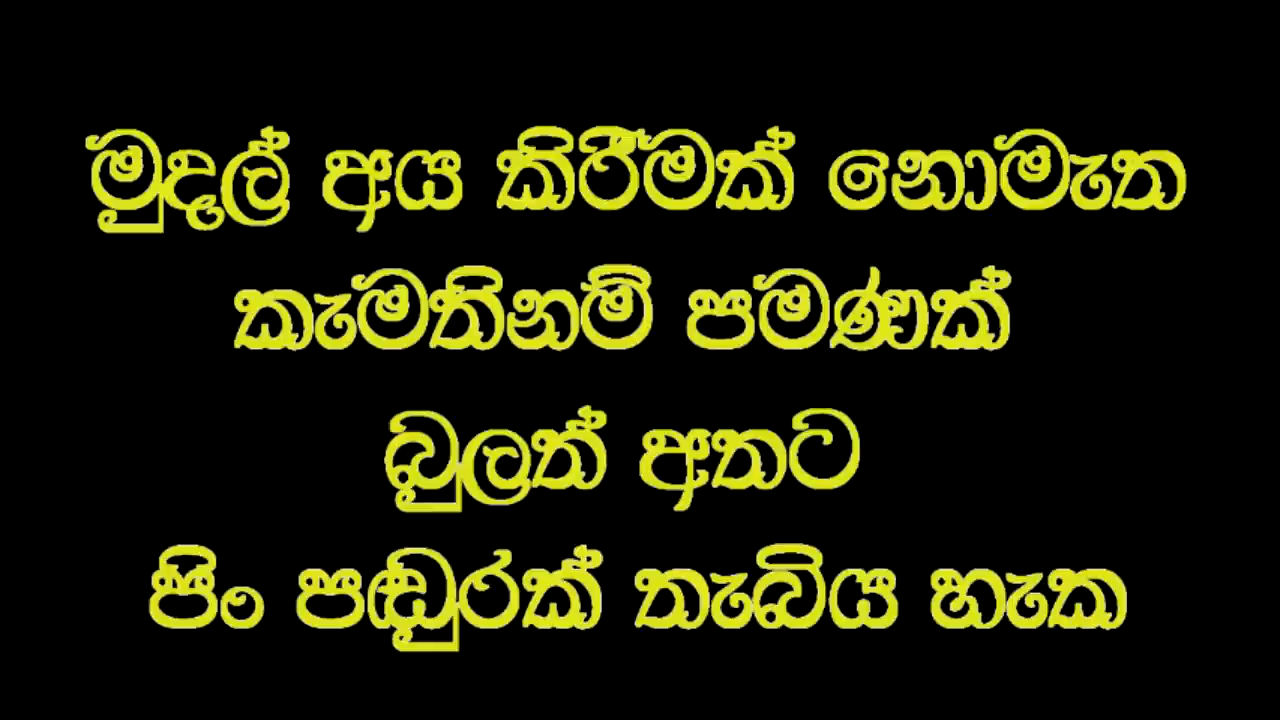 මුදල් අය කිරීමක් නොමැත
කැමතිනම් පමණක්
බුලත් අතට
පිං පඬුරක් තැබිය හැක